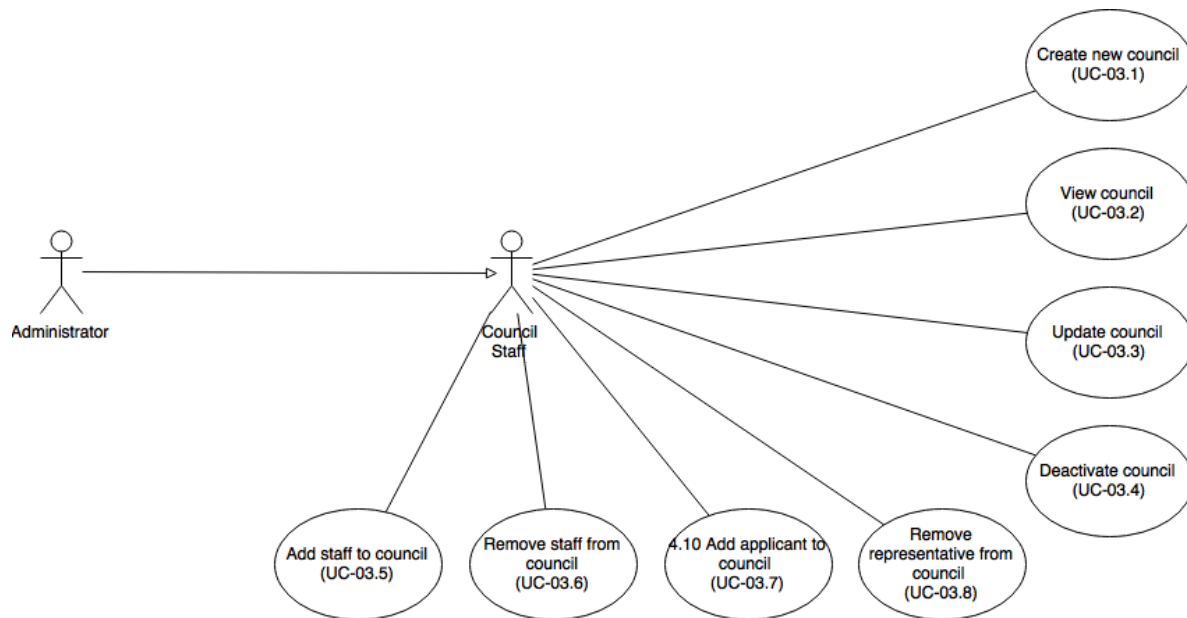 Create new council
(UC-03.1)
View council
(UC-03.2)
Administrator
Council
Staff
Update council
(UC-03.3)
Deactivate council
(UC-03.4)
Add staff to council
(UC-03.5)
Remove staff from
council
(UC-03.6)
4.10 Add applicant to
council
(UC-03.7)
Remove
representative from
council
(UC-03.8)